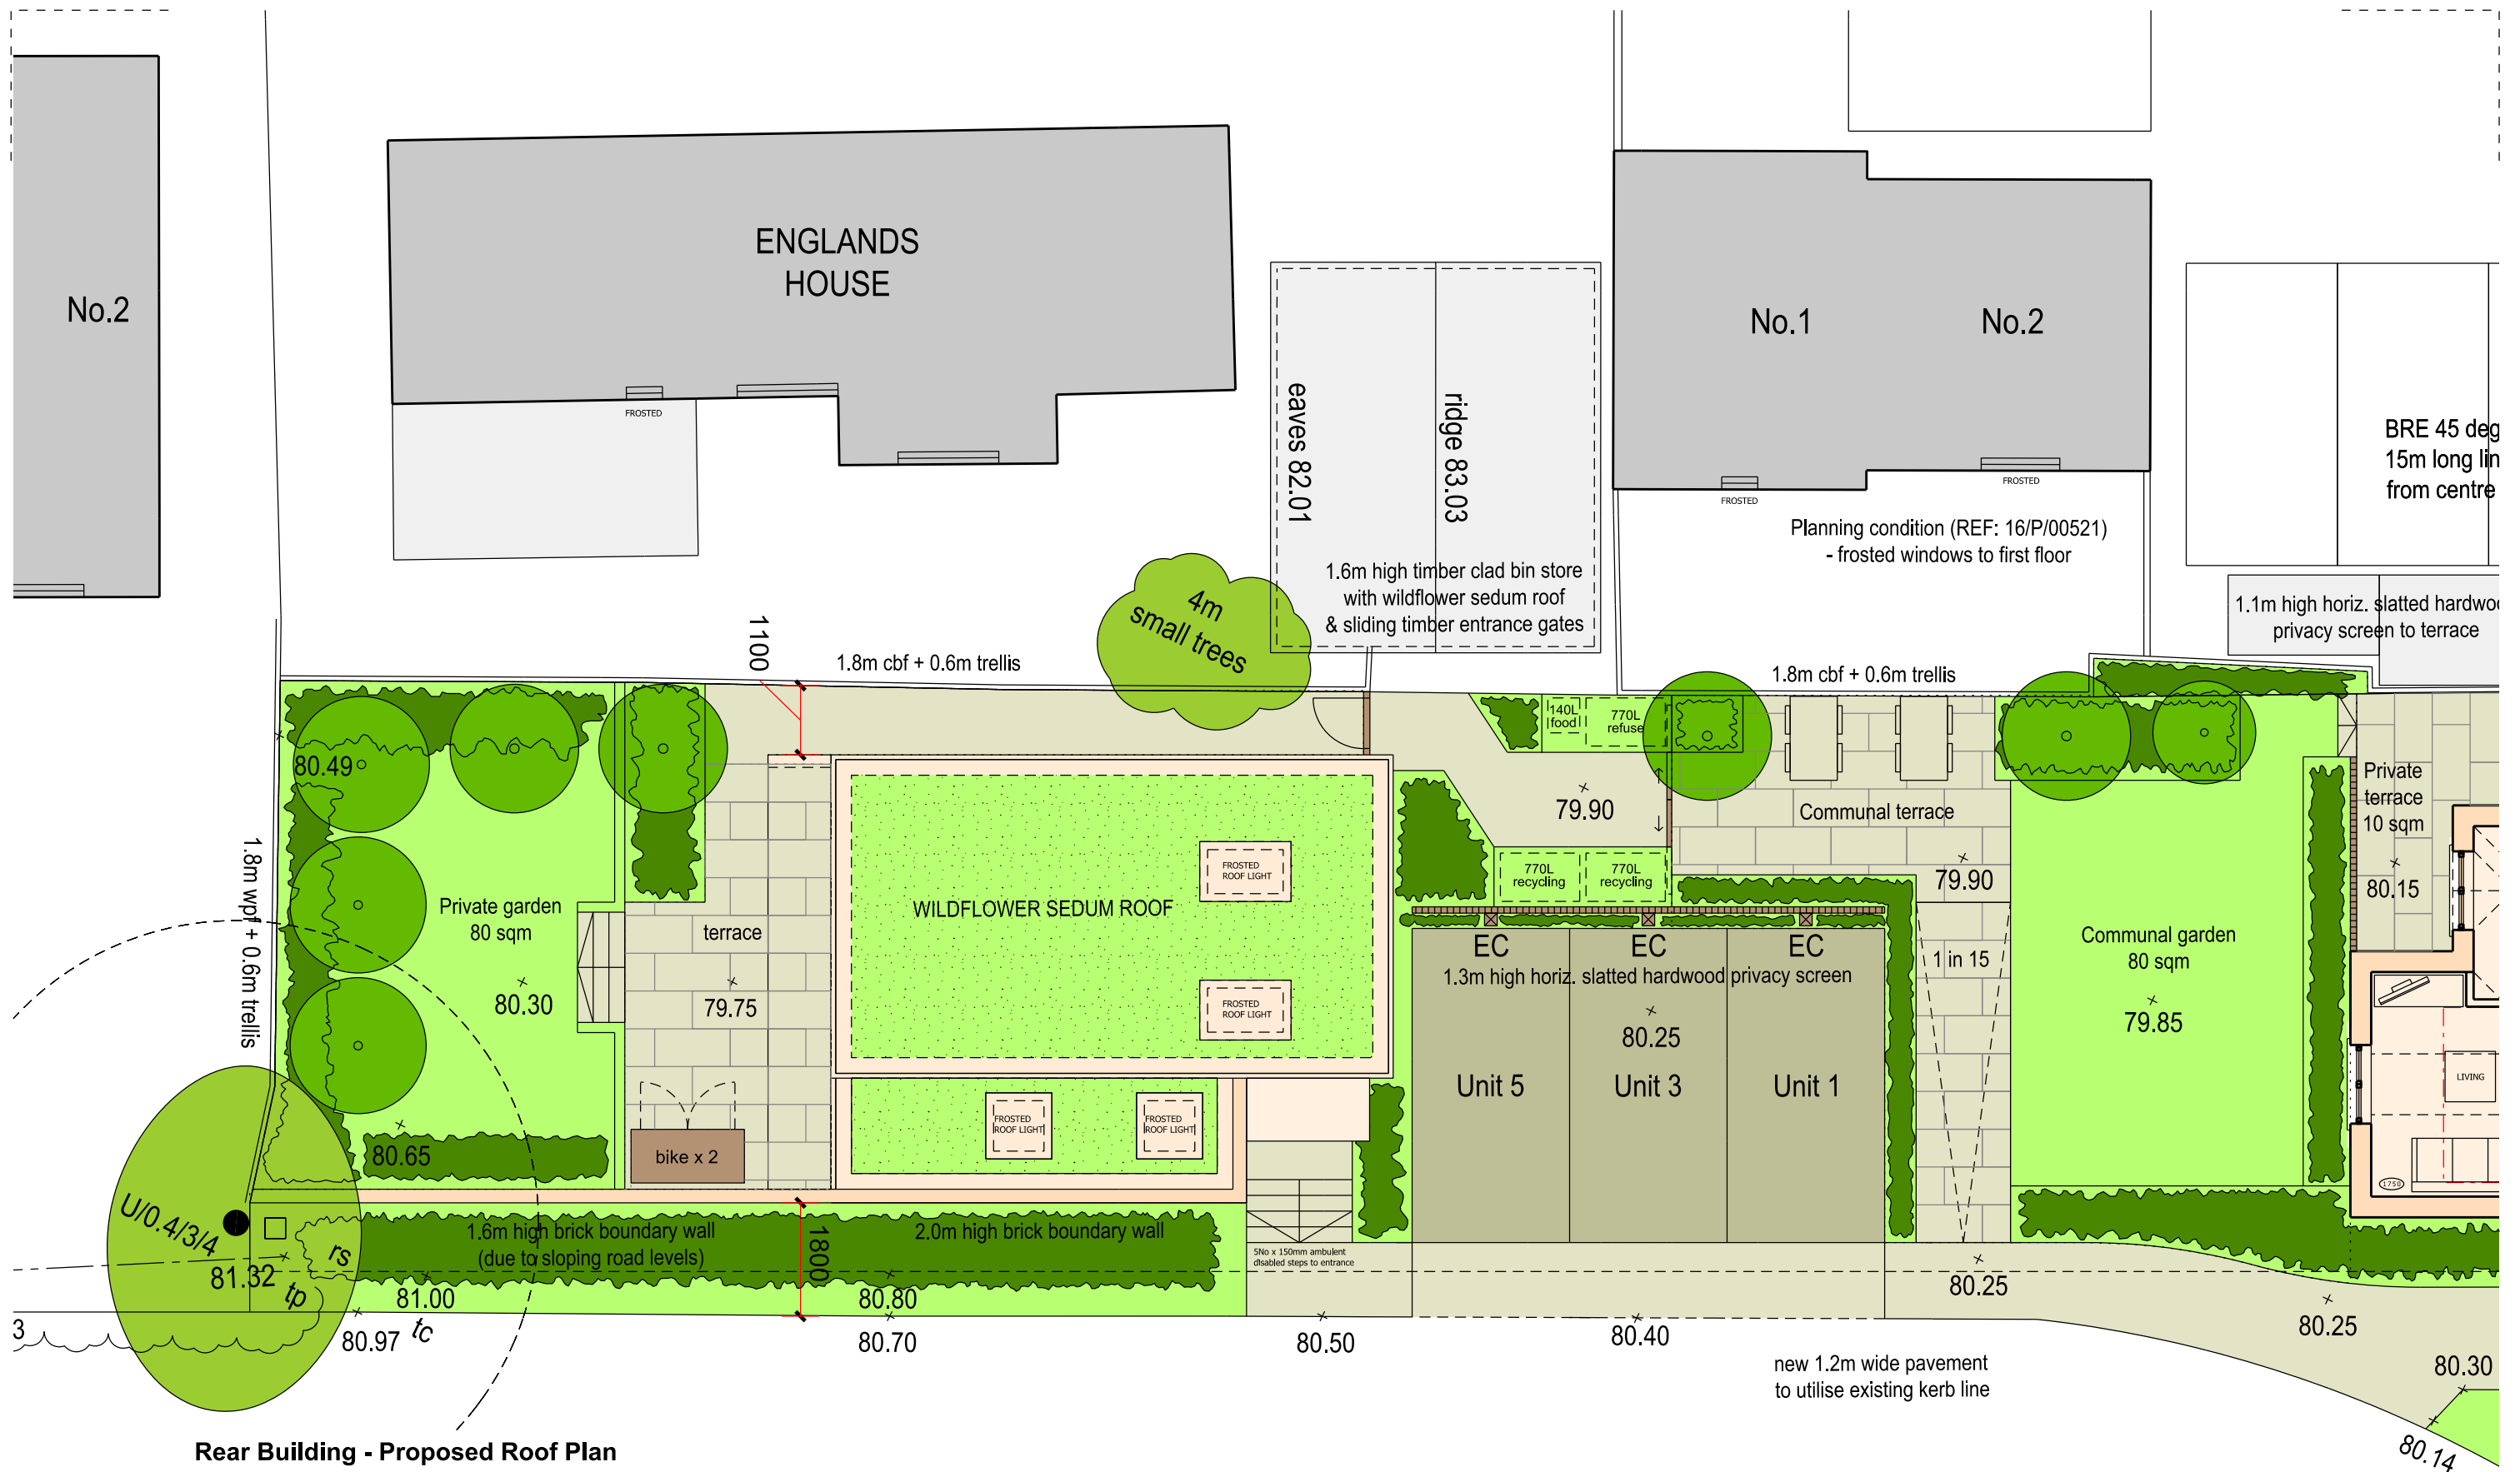 ENGLANDS
HOUSE
No.2
No.1
No.2
FROSTED
FROSTED
FROSTED
eaves 82.01
ridge 83.03
BRE 45 deg
15m long lin
from centre
Planning condition (REF: 16/P/00521)
- frosted windows to first floor
1.6m high timber clad bin store
with wildflower sedum roof
& sliding timber entrance gates
4m
small trees
1.1m high horiz. slatted hardwoo
privacy screen to terrace
1100
1.8m cbf + 0.6m trellis
1.8m cbf + 0.6m trellis
140L
food
770L
refuse
80.49
79.90
Communal terrace
Private
terrace
10 sqm
80.15
79.90
770L
recycling
770L
recycling
FROSTED
ROOF LIGHT
1.8m wpf + 0.6m trellis
Private garden
80 sqm
80.30
terrace
79.75
WILDFLOWER SEDUM ROOF
FROSTED
ROOF LIGHT
EC
EC
EC
1.3m high horiz. slatted hardwood privacy screen
80.25
1 in 15
Communal garden
80 sqm
79.85
Unit 5
Unit 3
Unit 1
LIVING
1750
80.65
bike x 2
FROSTED
ROOF LIGHT
FROSTED
ROOF LIGHT
U/0.4/3/4
rs
81.32
tp
1.6m high brick boundary wall
(due to sloping road levels)
2.0m high brick boundary wall
1800
5No x 150mm ambulent
disabled steps to entrance
81.00
80.80
80.25
80.25
3
80.97
tc
80.70
80.50
80.40
new 1.2m wide pavement
to utilise existing kerb line
80.30
80.14
Rear Building - Proposed Roof Plan